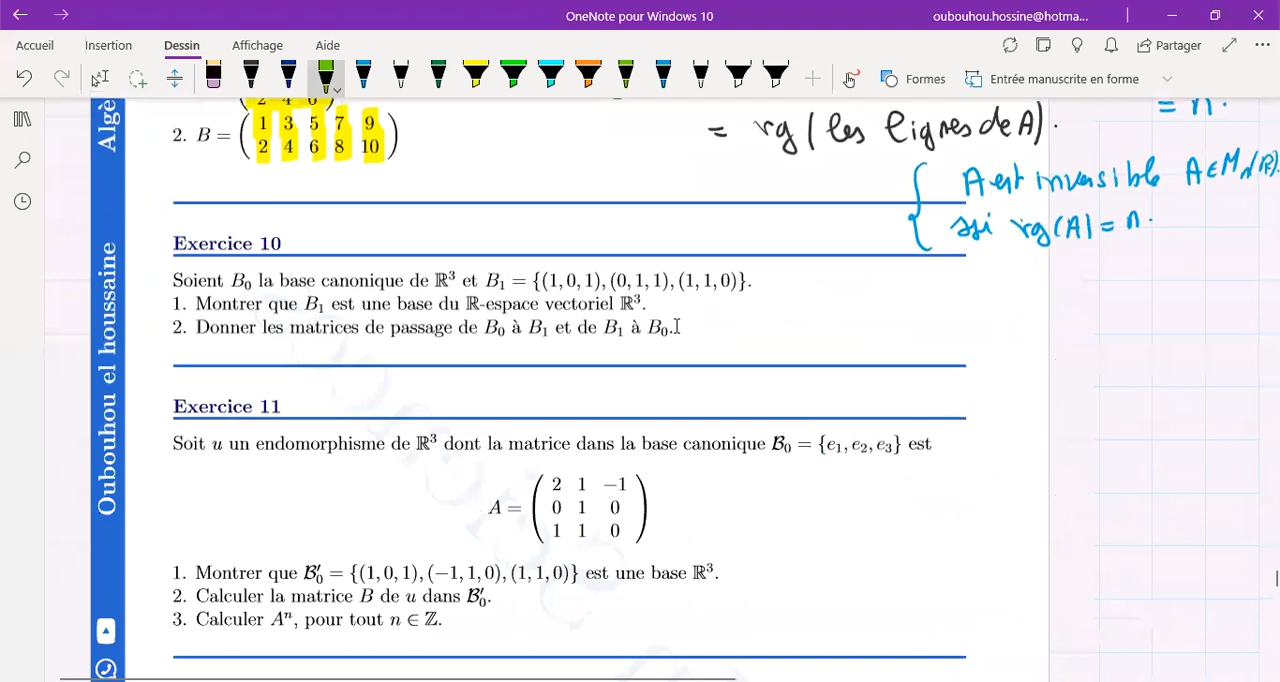 OneNote pour Windows 10
oubouhou.hossine@hotma...
Accueil Insertion Dessin Affichage Aide
Partager
Formes
Entrée manuscrite en forme
2. B = ( 1 3 5 7 9
2 4 6 8 10 )
= rg ( les lignes de A ) .
= n .
A est inversible A ∈ M_n(ℝ).
ssi rg(A) = n .
Exercice 10
Soient B₀ la base canonique de ℝ³ et B₁ = {(1, 0, 1), (0, 1, 1), (1, 1, 0)}.
1. Montrer que B₁ est une base du ℝ-espace vectoriel ℝ³.
2. Donner les matrices de passage de B₀ à B₁ et de B₁ à B₀.
Exercice 11
Soit u un endomorphisme de ℝ³ dont la matrice dans la base canonique ℬ₀ = {e₁, e₂, e₃} est
A = ( 2 1 −1
0 1 0
1 1 0 )
1. Montrer que ℬ′₀ = {(1, 0, 1), (−1, 1, 0), (1, 1, 0)} est une base ℝ³.
2. Calculer la matrice B de u dans ℬ′₀.
3. Calculer Aⁿ, pour tout n ∈ ℤ.
Algè
Oubouhou el houssaine